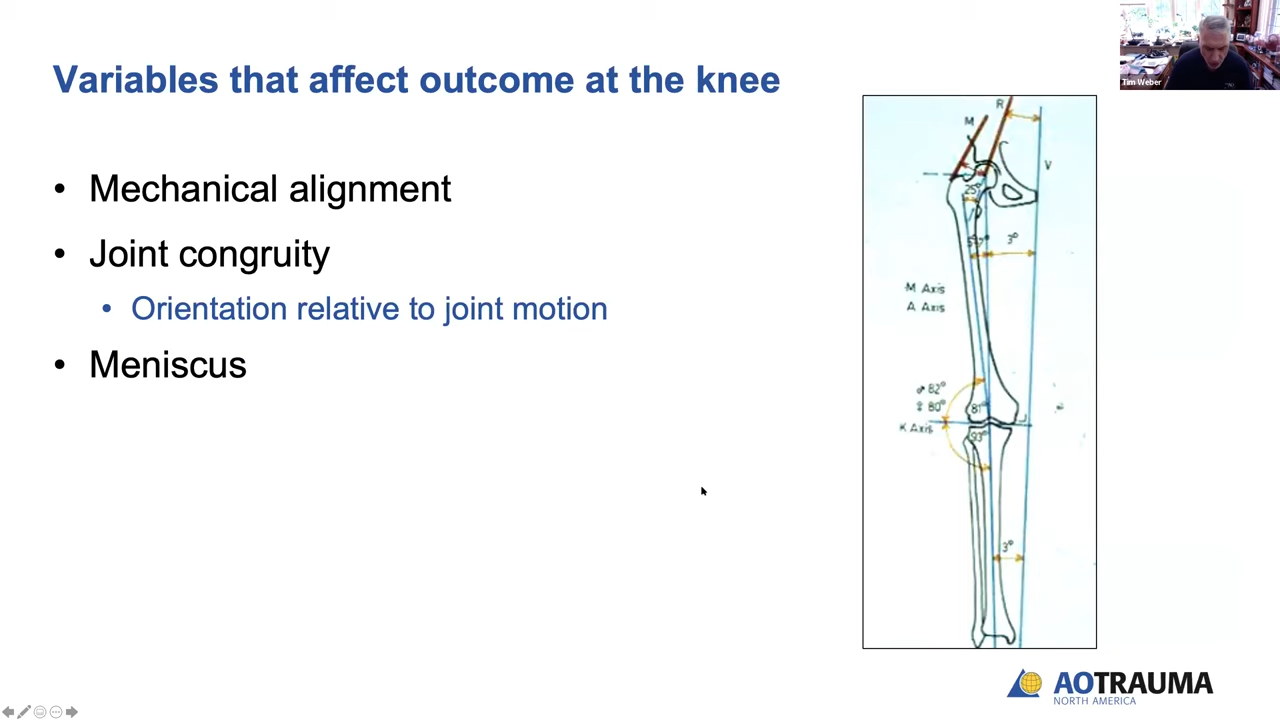 Variables that affect outcome at the knee
Tim Weber
• Mechanical alignment
• Joint congruity
• Orientation relative to joint motion
• Meniscus
R
M
V
25°
3°
M Axis
A Axis
♂ 82°
♀ 80°
81°
K Axis
93°
3°
AOTRAUMA
NORTH AMERICA